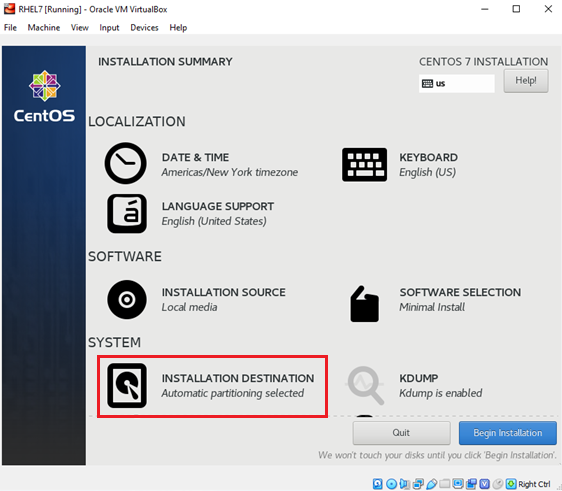 RHEL7 [Running] - Oracle VM VirtualBox
File Machine View Input Devices Help
INSTALLATION SUMMARY
CENTOS 7 INSTALLATION
us
Help!
CentOS
LOCALIZATION
DATE & TIME
Americas/New York timezone
KEYBOARD
English (US)
LANGUAGE SUPPORT
English (United States)
SOFTWARE
INSTALLATION SOURCE
Local media
SOFTWARE SELECTION
Minimal Install
SYSTEM
INSTALLATION DESTINATION
Automatic partitioning selected
KDUMP
Kdump is enabled
Quit
Begin Installation
We won't touch your disks until you click 'Begin Installation'.
Right Ctrl